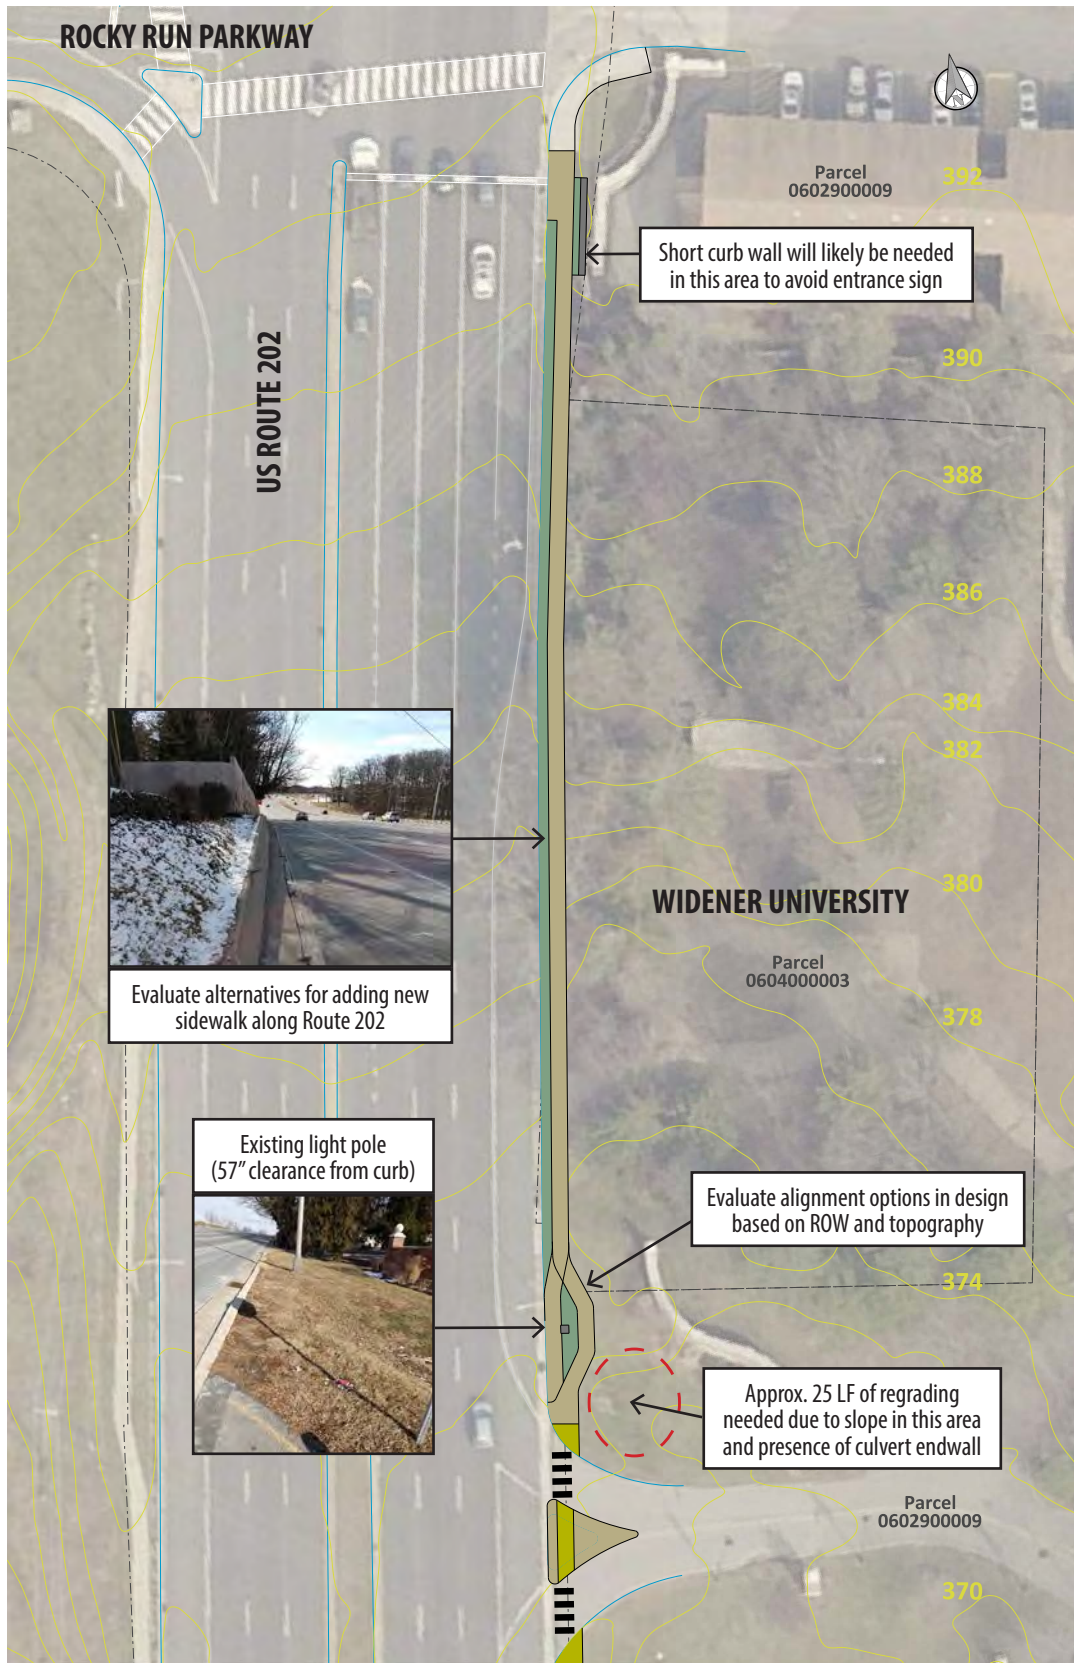 ROCKY RUN PARKWAY
N
Parcel
0602900009
392
Short curb wall will likely be needed
in this area to avoid entrance sign
US ROUTE 202
390
388
386
384
382
380
WIDENER UNIVERSITY
Parcel
0604000003
378
Evaluate alternatives for adding new
sidewalk along Route 202
Existing light pole
(57” clearance from curb)
Evaluate alignment options in design
based on ROW and topography
374
Approx. 25 LF of regrading
needed due to slope in this area
and presence of culvert endwall
Parcel
0602900009
370